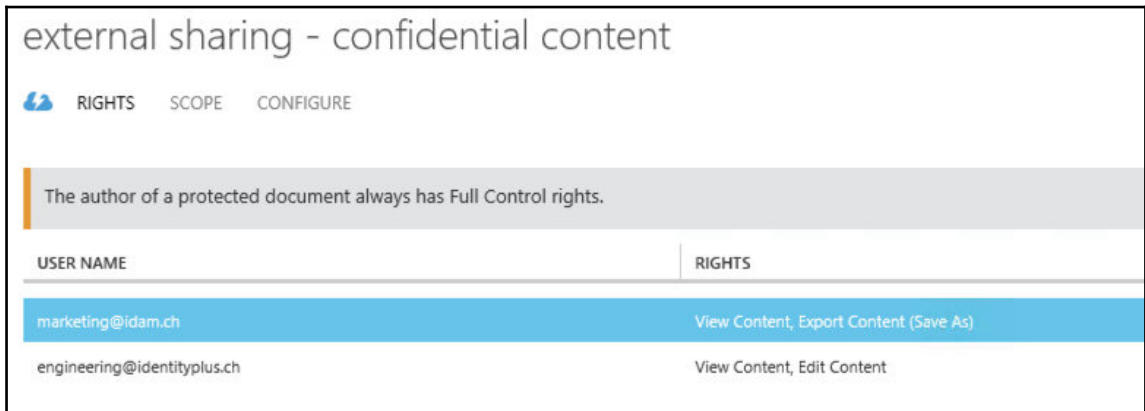 external sharing - confidential content
RIGHTS SCOPE CONFIGURE
The author of a protected document always has Full Control rights.
USER NAME RIGHTS
marketing@idam.ch View Content, Export Content (Save As)
engineering@identityplus.ch View Content, Edit Content